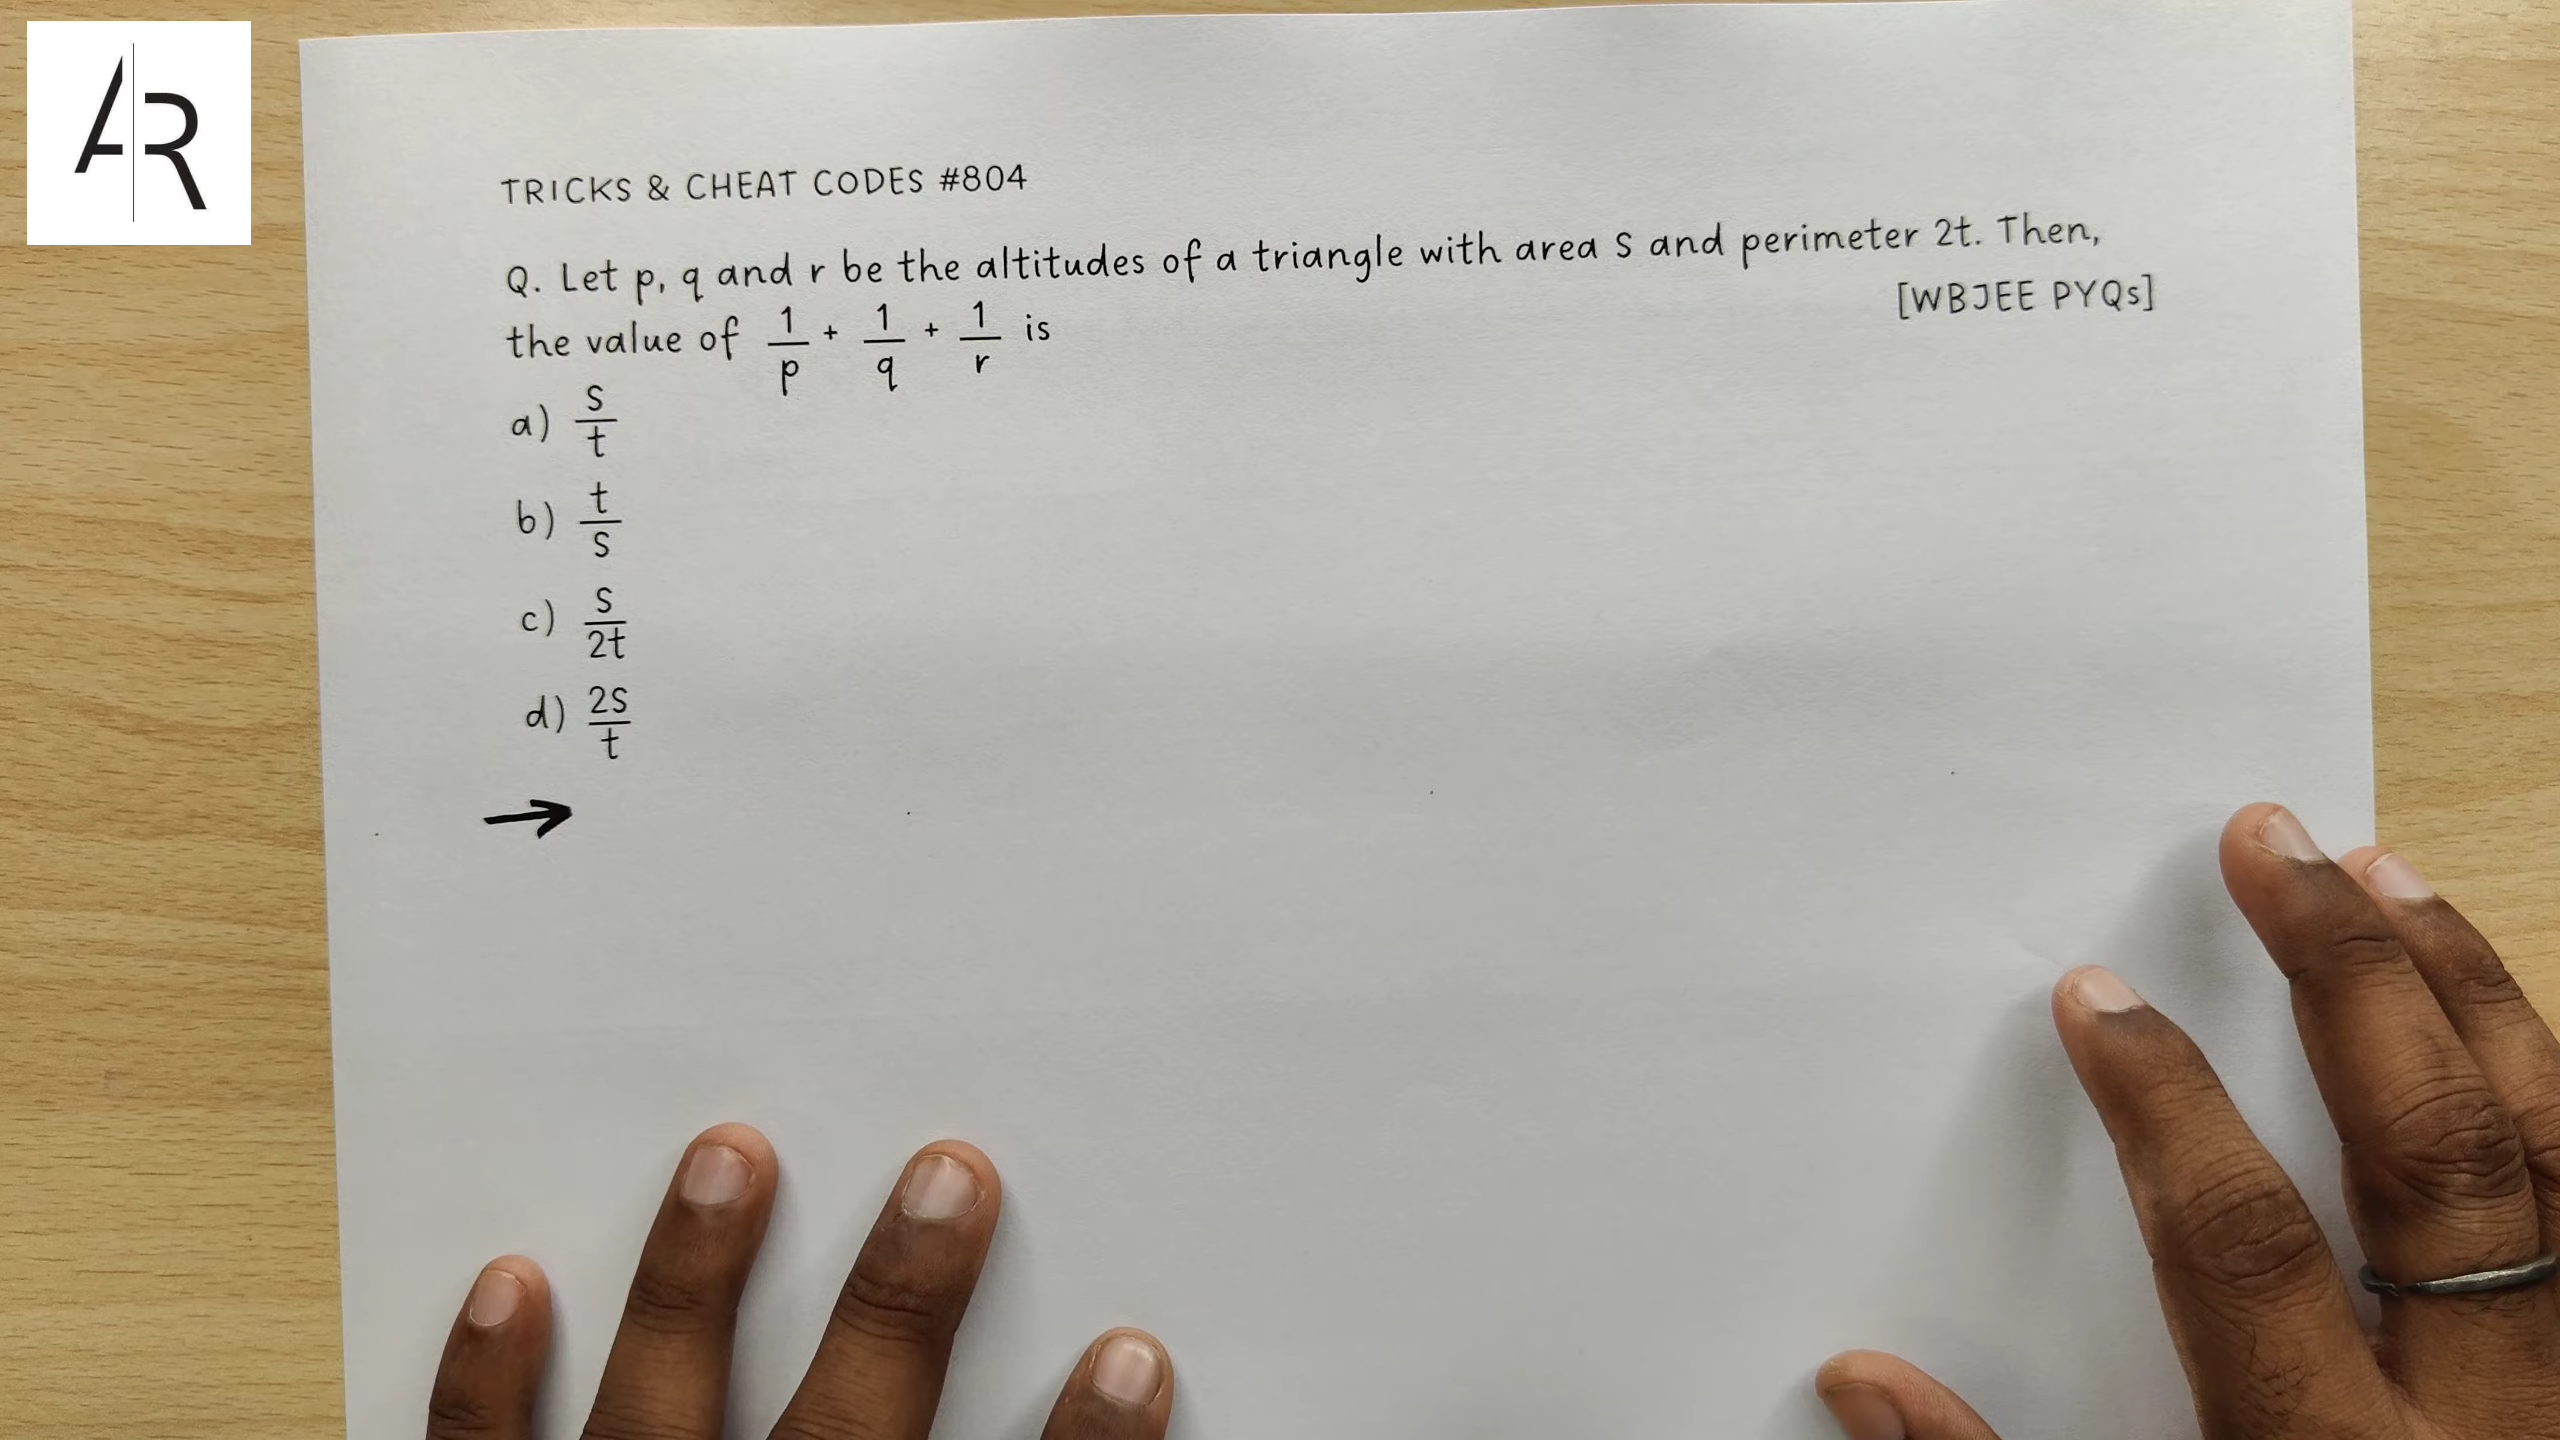 AR
TRICKS & CHEAT CODES #804
Q. Let p, q and r be the altitudes of a triangle with area S and perimeter 2t. Then,
[WBJEE PYQs]
the value of 1/p + 1/q + 1/r is
a) s/t
b) t/s
c) s/2t
d) 2s/t
→